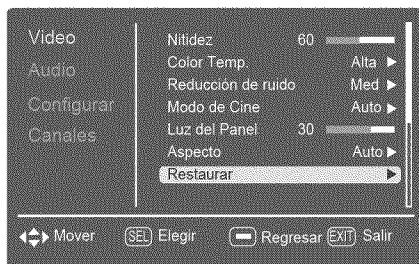 Video
Audio
Configurar
Canales
Nitidez 60
Color Temp. Alta
Reducción de ruido Med
Modo de Cine Auto
Luz del Panel 30
Aspecto Auto
Restaurar
Mover SEL Elegir Regresar EXIT Salir